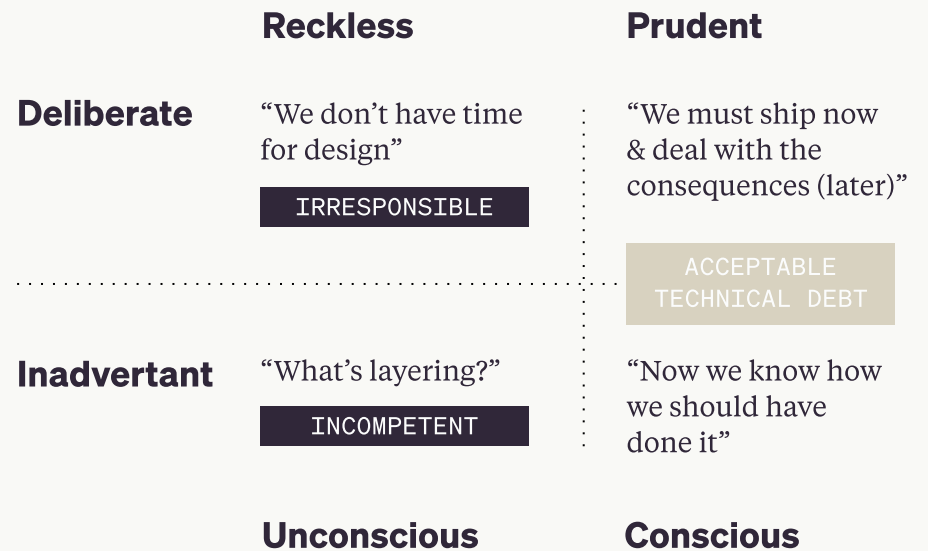 Reckless
Prudent
Deliberate
“We don’t have time
for design”
IRRESPONSIBLE
“We must ship now
& deal with the
consequences (later)”
ACCEPTABLE
TECHNICAL DEBT
Inadvertant
“What’s layering?”
INCOMPETENT
“Now we know how
we should have
done it”
Unconscious
Conscious